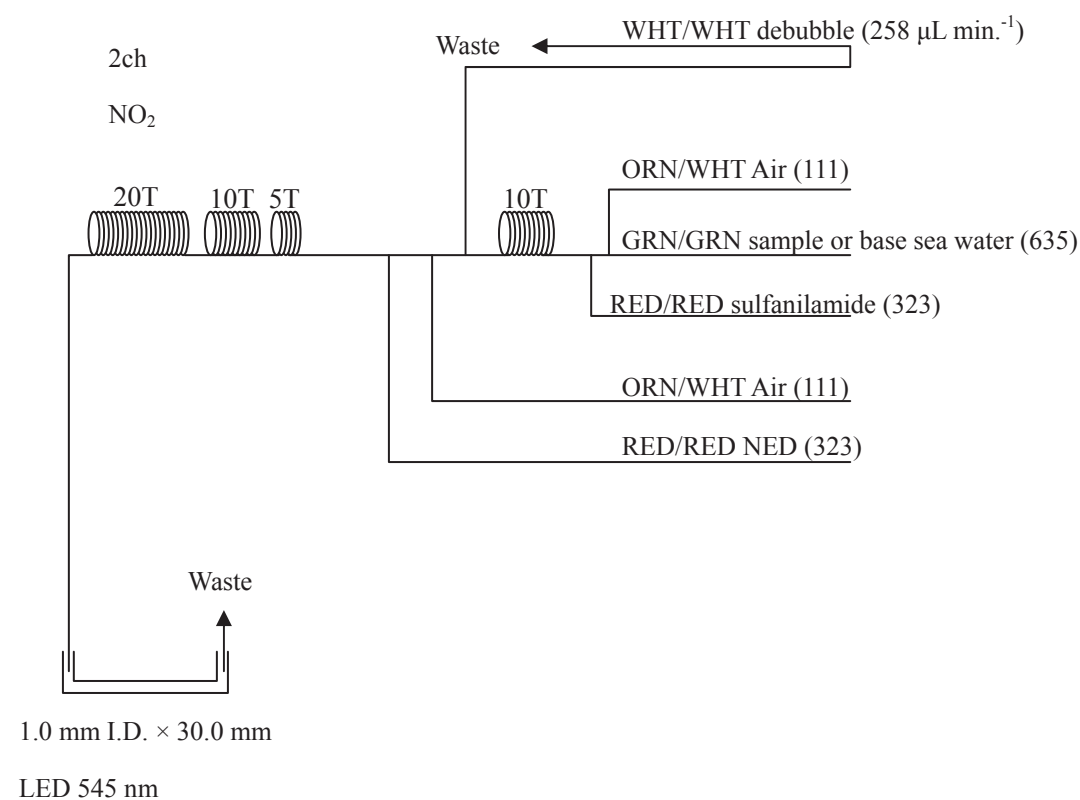 WHT/WHT debubble (258 μL min.⁻¹)
Waste
2ch
NO₂
ORN/WHT Air (111)
20T
10T
5T
10T
GRN/GRN sample or base sea water (635)
RED/RED sulfanilamide (323)
ORN/WHT Air (111)
RED/RED NED (323)
Waste
1.0 mm I.D. × 30.0 mm
LED 545 nm